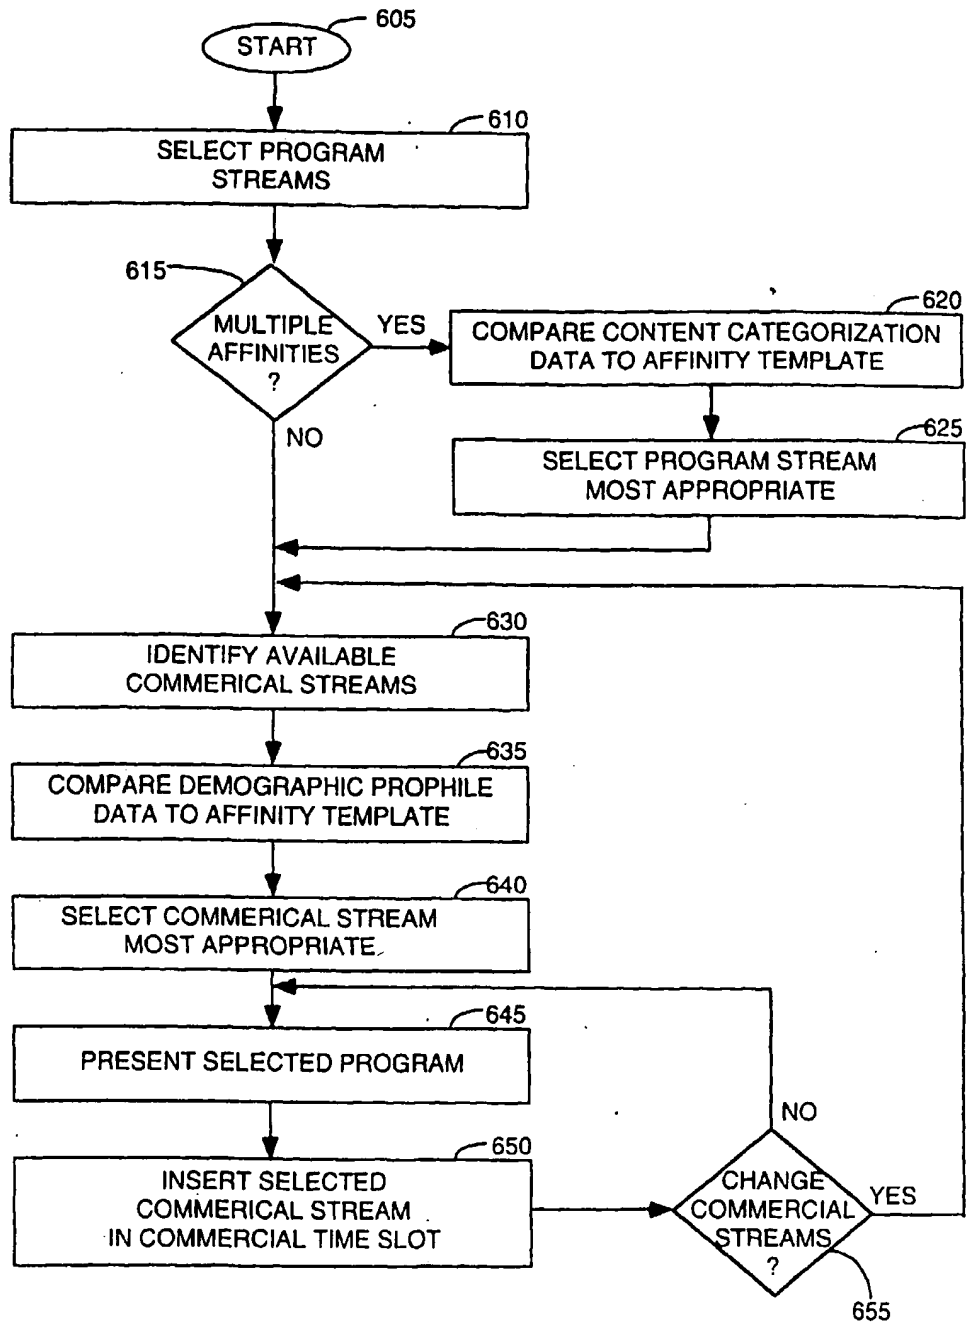 605
START
610
SELECT PROGRAM
STREAMS
615
MULTIPLE
AFFINITIES
?
YES
NO
620
COMPARE CONTENT CATEGORIZATION
DATA TO AFFINITY TEMPLATE
625
SELECT PROGRAM STREAM
MOST APPROPRIATE
630
IDENTIFY AVAILABLE
COMMERICAL STREAMS
635
COMPARE DEMOGRAPHIC PROPHILE
DATA TO AFFINITY TEMPLATE
640
SELECT COMMERICAL STREAM
MOST APPROPRIATE
645
PRESENT SELECTED PROGRAM
650
INSERT SELECTED
COMMERICAL STREAM
IN COMMERCIAL TIME SLOT
NO
CHANGE
COMMERCIAL
STREAMS
?
YES
655